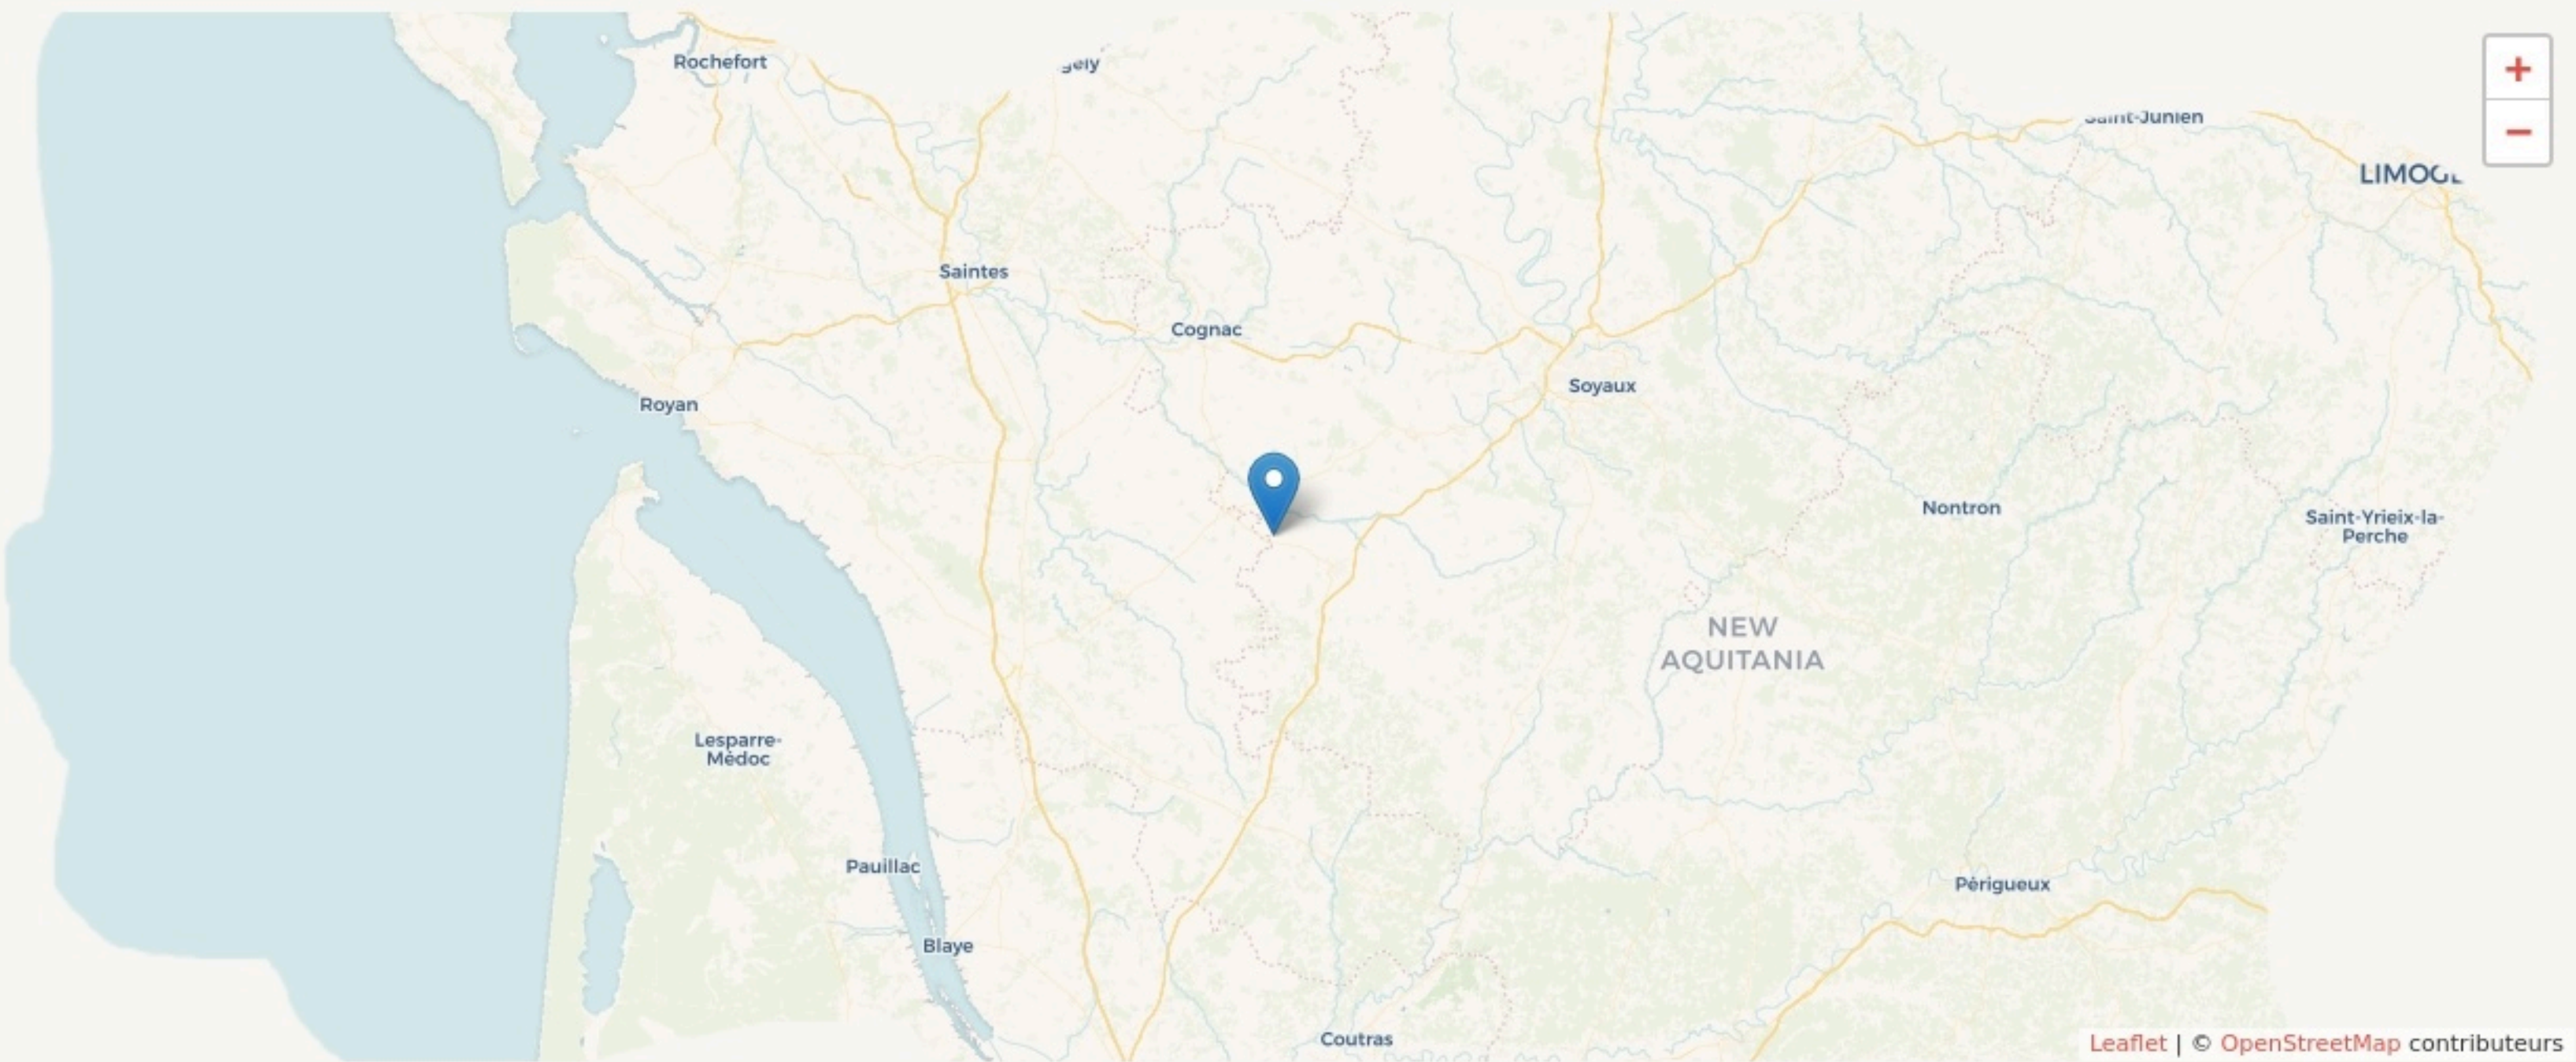 Rochefort
gely
+
−
Saint-Junien
LIMOG
Saintes
Cognac
Soyaux
Royan
Nontron
Saint-Yrieix-la-
Perche
NEW
AQUITANIA
Lesparre-
Médoc
Pauillac
Périgueux
Blaye
Coutras
Leaflet | © OpenStreetMap contributeurs